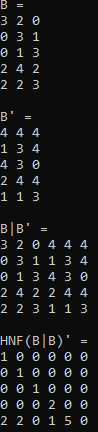 B =
3 2 0
0 3 1
0 1 3
2 4 2
2 2 3

B' =
4 4 4
1 3 4
4 3 0
2 4 4
1 1 3

B|B' =
3 2 0 4 4 4
0 3 1 1 3 4
0 1 3 4 3 0
2 4 2 2 4 4
2 2 3 1 1 3

HNF(B|B)' =
1 0 0 0 0 0
0 1 0 0 0 0
0 0 1 0 0 0
0 0 0 2 0 0
2 2 0 1 5 0